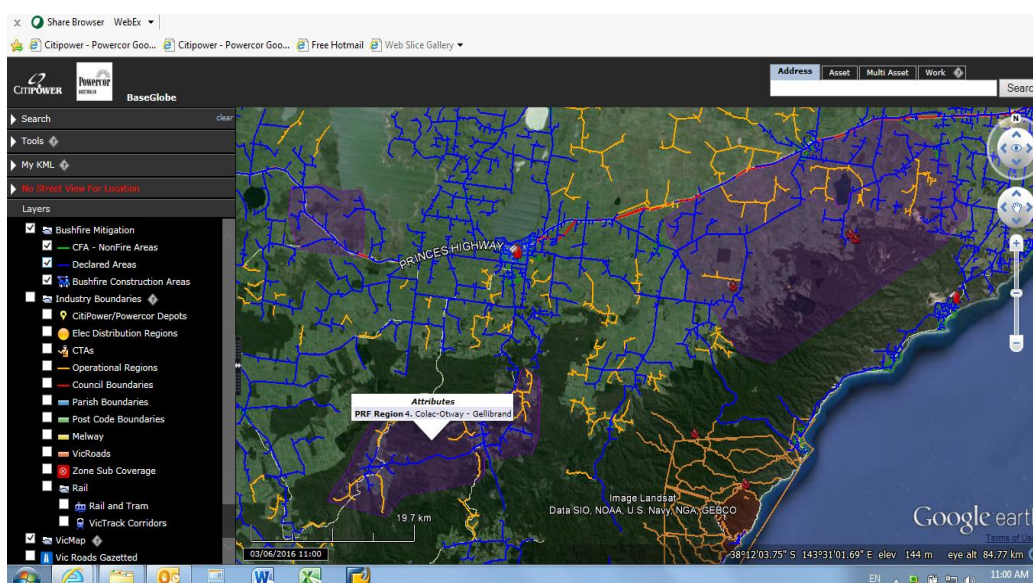 x Share Browser WebEx ▾
Citipower - Powercor Goo... Citipower - Powercor Goo... Free Hotmail Web Slice Gallery ▾
CITIPOWER Powercor AUSTRALIA BaseGlobe
Address Asset Multi Asset Work
Searc
Search clear
Tools
My KML
No Street View For Location
Layers
Bushfire Mitigation
CFA - NonFire Areas
Declared Areas
Bushfire Construction Areas
Industry Boundaries
CitiPower/Powercor Depots
Elec Distribution Regions
CTAs
Operational Regions
Council Boundaries
Parish Boundaries
Post Code Boundaries
Melway
VicRoads
Zone Sub Coverage
Rail
Rail and Tram
VicTrack Corridors
VicMap
Vic Roads Gazetted
N
PRINCES HIGHWAY
Attributes
PRF Region 4. Colac-Otway - Gellibrand
19.7 km
Image Landsat
Data SIO, NOAA, U.S. Navy, NGA, GEBCO
Google earth
Terms of Use
03/06/2016 11:00
38°12'03.75" S 143°31'01.69" E elev 144 m eye alt 84.77 km
EN 11:00 AM